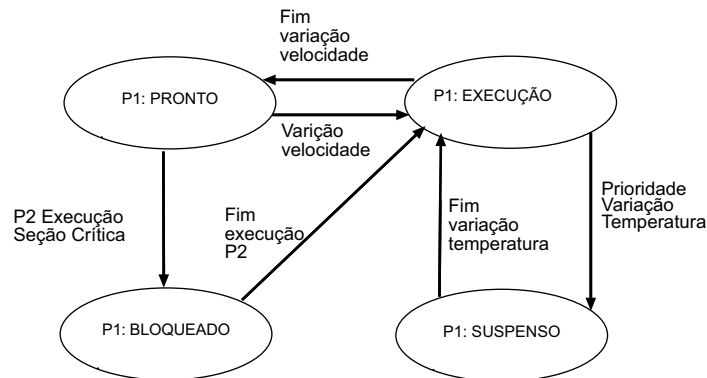 Fim
variação
velocidade
P1: PRONTO
P1: EXECUÇÃO
Varição
velocidade
P2 Execução
Seção Crítica
Fim
execução
P2
Fim
variação
temperatura
Prioridade
Variação
Temperatura
P1: BLOQUEADO
P1: SUSPENSO